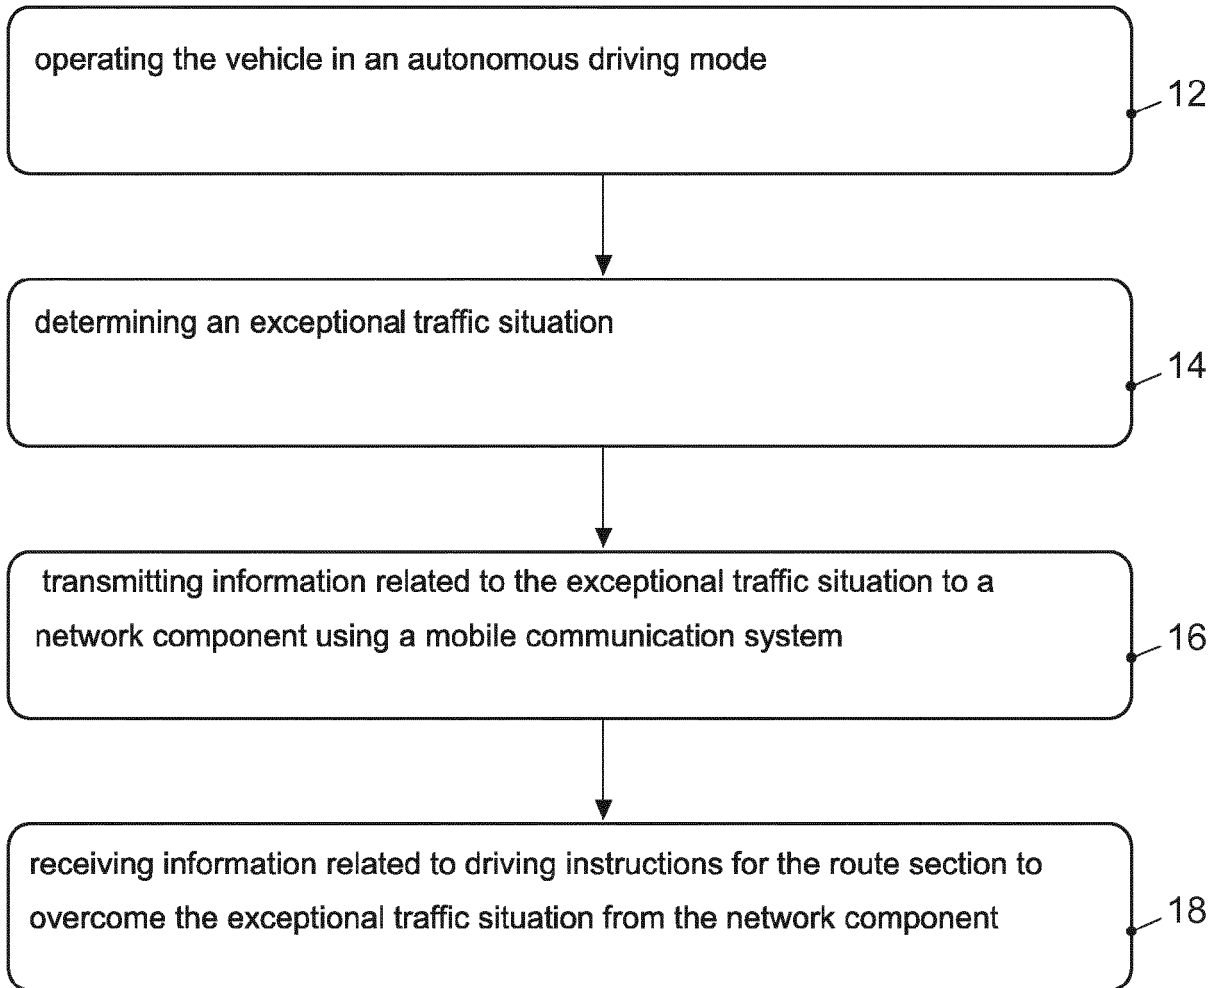 operating the vehicle in an autonomous driving mode
12
determining an exceptional traffic situation
14
transmitting information related to the exceptional traffic situation to a
network component using a mobile communication system
16
receiving information related to driving instructions for the route section to
overcome the exceptional traffic situation from the network component
18